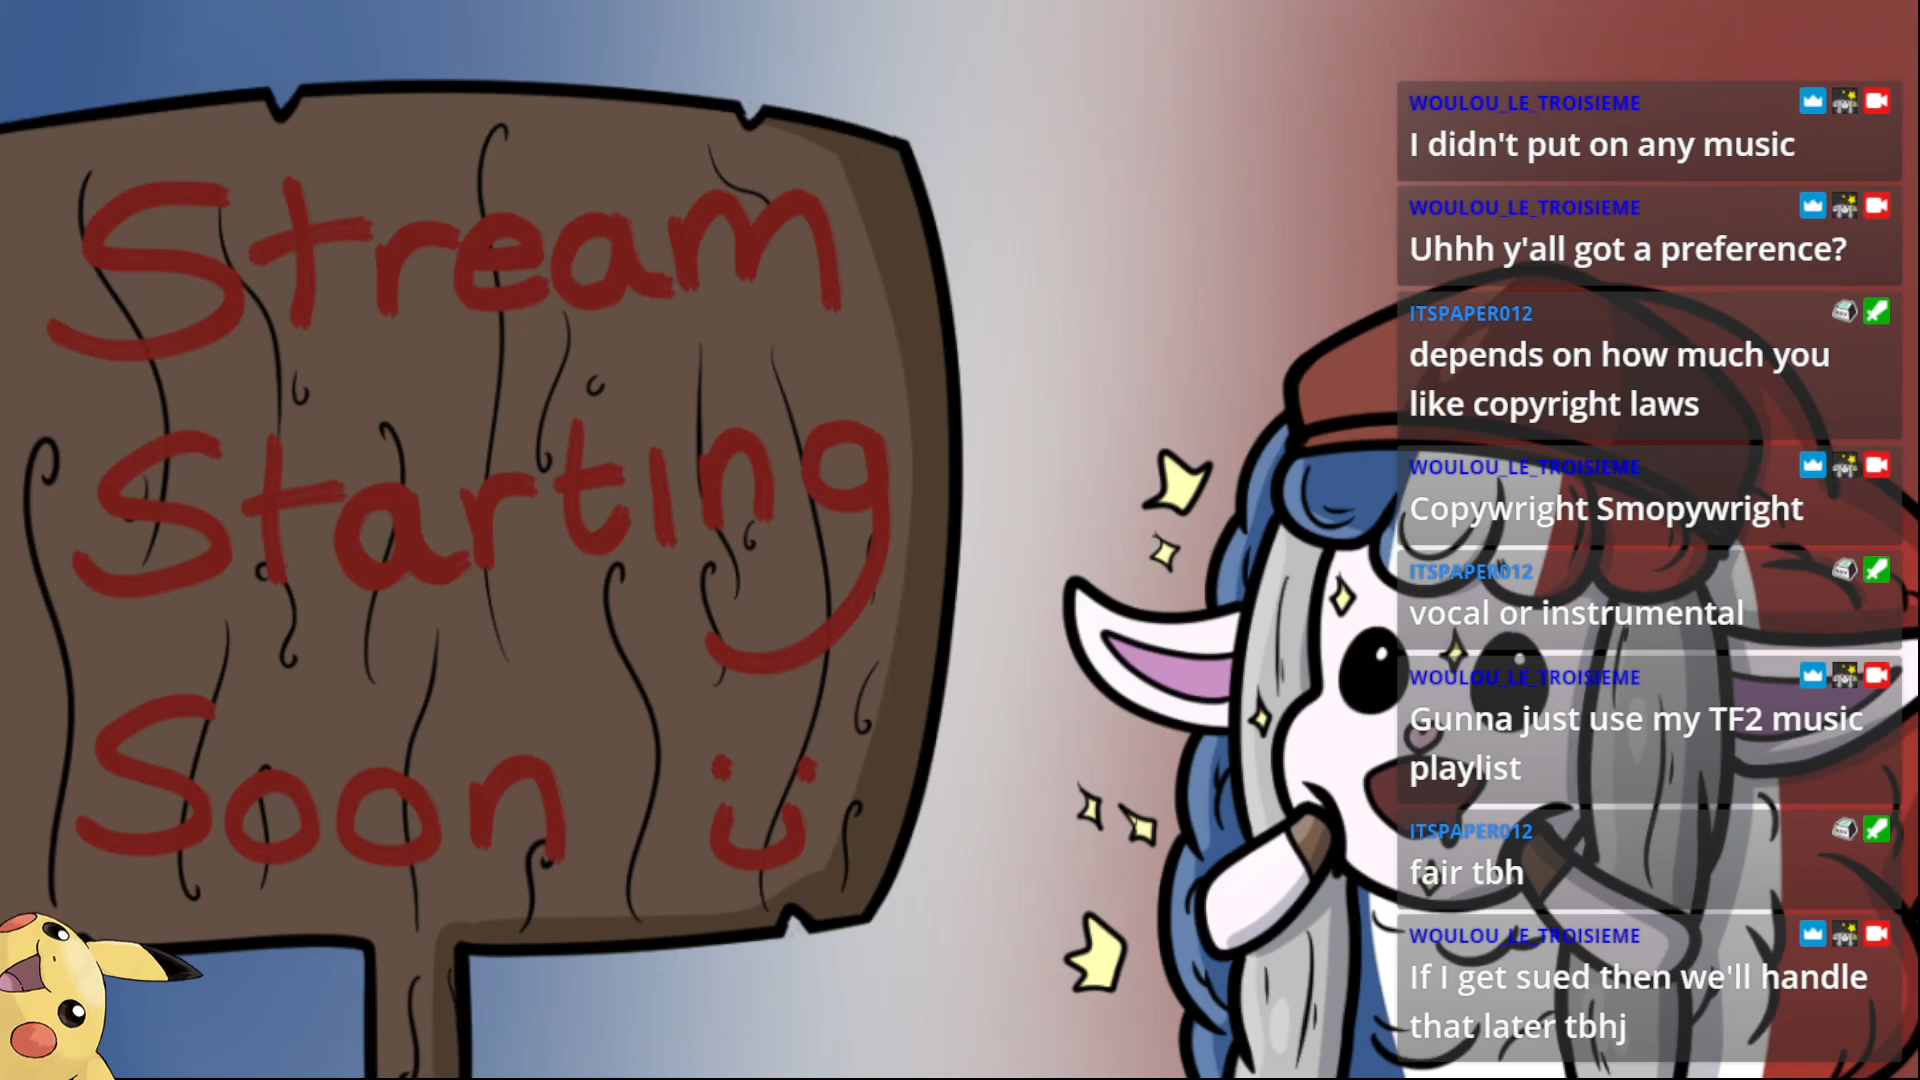 Stream
Starting
Soon
WOULOU_LE_TROISIEME
I didn't put on any music
WOULOU_LE_TROISIEME
Uhhh y'all got a preference?
ITSPAPER012
depends on how much you
like copyright laws
WOULOU_LE_TROISIEME
Copywright Smopywright
ITSPAPER012
vocal or instrumental
WOULOU_LE_TROISIEME
Gunna just use my TF2 music
playlist
ITSPAPER012
fair tbh
WOULOU_LE_TROISIEME
If I get sued then we'll handle
that later tbhj